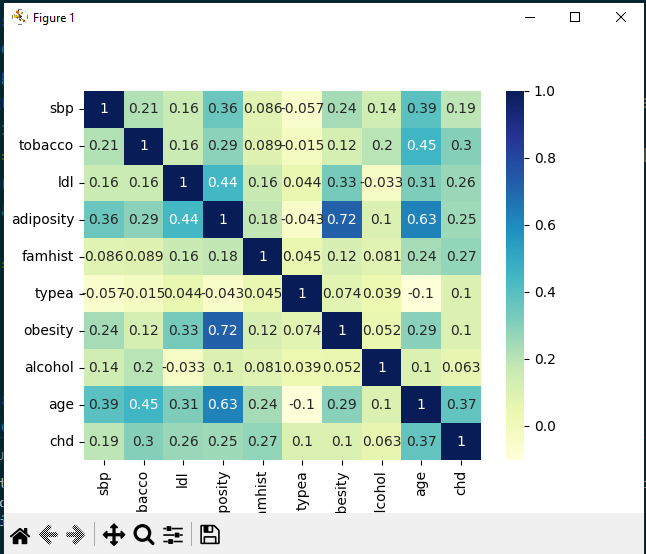 Figure 1
sbp 1 0.21 0.16 0.36 0.086 -0.057 0.24 0.14 0.39 0.19 1.0
tobacco 0.21 1 0.16 0.29 0.089 -0.015 0.12 0.2 0.45 0.3
0.8
ldl 0.16 0.16 1 0.44 0.16 0.044 0.33 -0.033 0.31 0.26
adiposity 0.36 0.29 0.44 1 0.18 -0.043 0.72 0.1 0.63 0.25 0.6
famhist 0.086 0.089 0.16 0.18 1 0.045 0.12 0.081 0.24 0.27
typea -0.057 -0.015 0.044 -0.043 0.045 1 0.074 0.039 -0.1 0.1 0.4
obesity 0.24 0.12 0.33 0.72 0.12 0.074 1 0.052 0.29 0.1
alcohol 0.14 0.2 -0.033 0.1 0.081 0.039 0.052 1 0.1 0.063 0.2
age 0.39 0.45 0.31 0.63 0.24 -0.1 0.29 0.1 1 0.37
chd 0.19 0.3 0.26 0.25 0.27 0.1 0.1 0.063 0.37 1 0.0
sbp bacco ldl posity mhist typea besity lcohol age chd